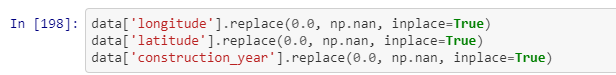 In [198]: data['longitude'].replace(0.0, np.nan, inplace=True)
data['latitude'].replace(0.0, np.nan, inplace=True)
data['construction_year'].replace(0.0, np.nan, inplace=True)